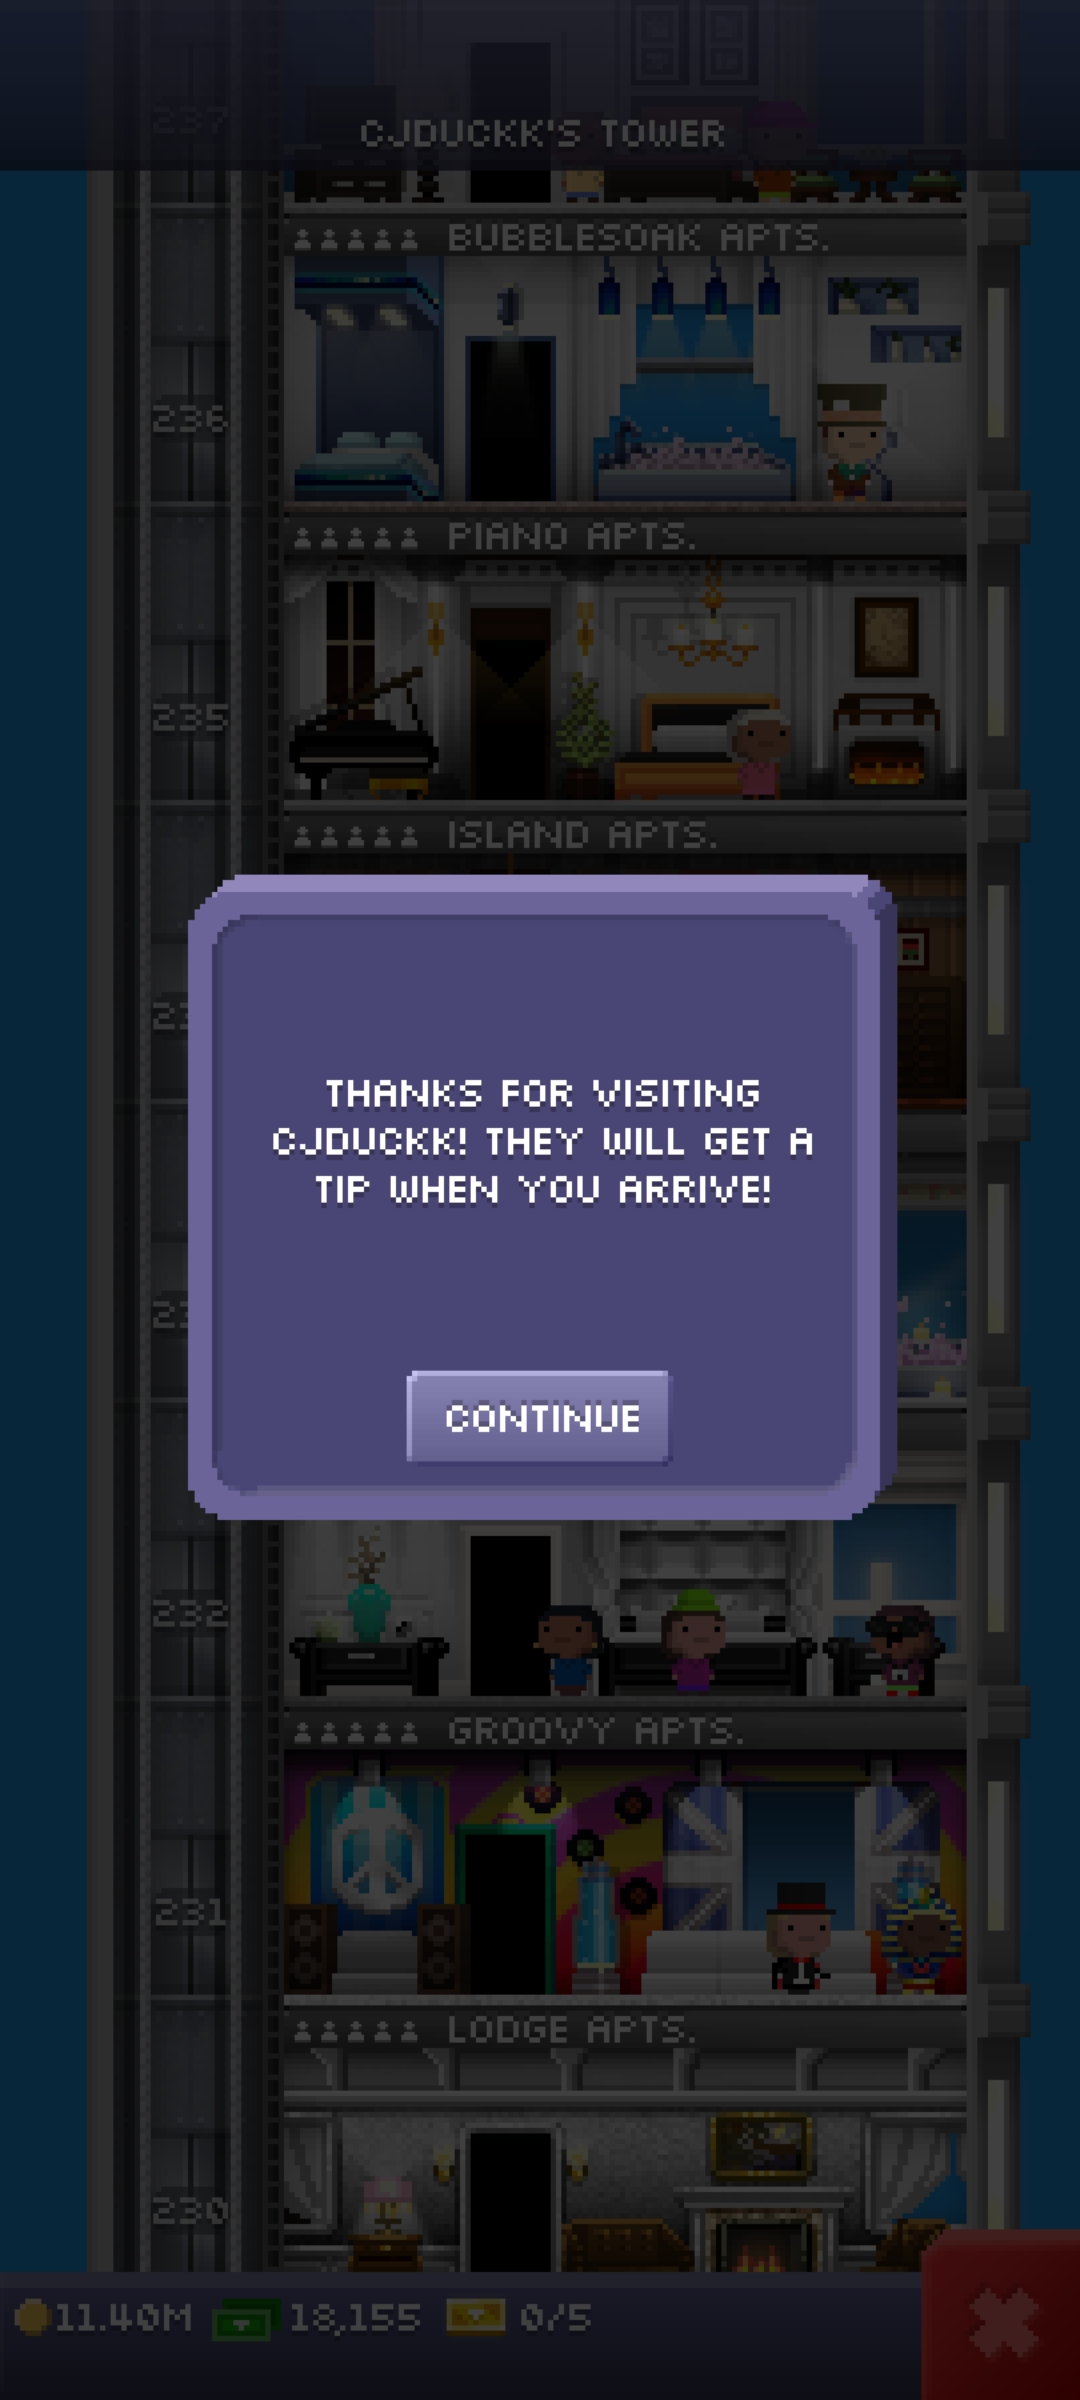 237
CJDUCKK'S TOWER
BUBBLESOAK APTS.
236
PIANO APTS.
235
ISLAND APTS.
THANKS FOR VISITING
CJDUCKK! THEY WILL GET A
TIP WHEN YOU ARRIVE!
CONTINUE
232
GROOVY APTS.
231
LODGE APTS.
230
11.40M 18,155 0/5